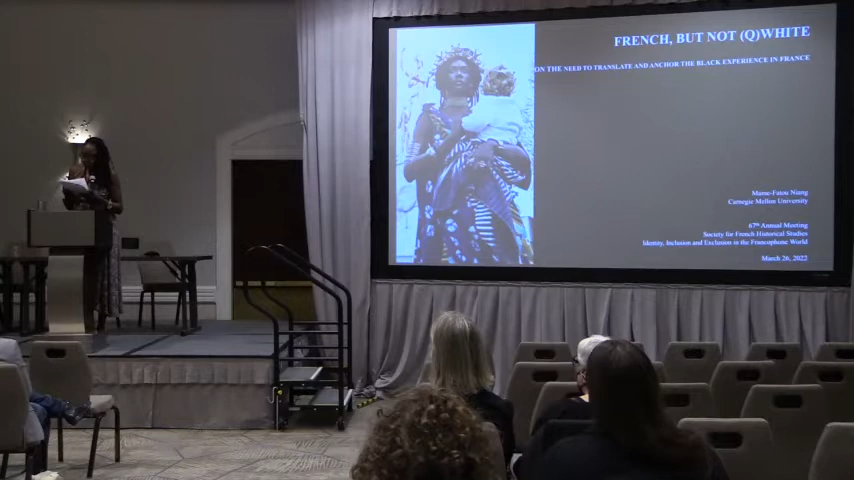 FRENCH, BUT NOT (Q)WHITE
ON THE NEED TO TRANSLATE AND ANCHOR THE BLACK EXPERIENCE IN FRANCE
Mame-Fatou Niang
Carnegie Mellon University
67th Annual Meeting
Society for French Historical Studies
Identity, Inclusion and Exclusion in the Francophone World
March 26, 2022